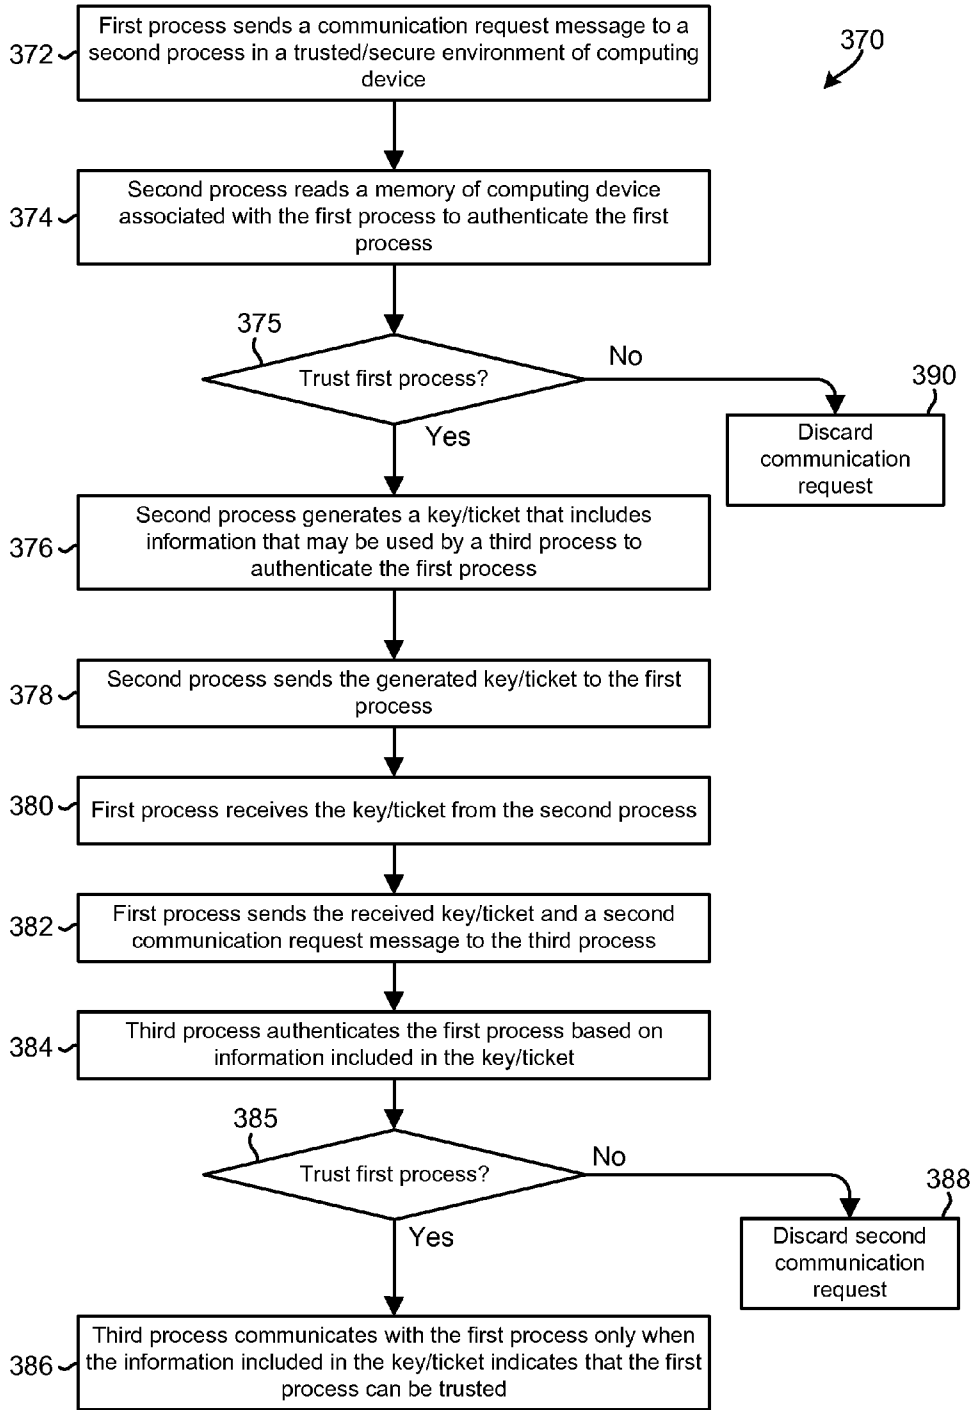 370
372
First process sends a communication request message to a
second process in a trusted/secure environment of computing
device
374
Second process reads a memory of computing device
associated with the first process to authenticate the first
process
375
Trust first process?
No
Yes
390
Discard
communication
request
376
Second process generates a key/ticket that includes
information that may be used by a third process to
authenticate the first process
378
Second process sends the generated key/ticket to the first
process
380
First process receives the key/ticket from the second process
382
First process sends the received key/ticket and a second
communication request message to the third process
384
Third process authenticates the first process based on
information included in the key/ticket
385
Trust first process?
No
Yes
388
Discard second
communication
request
386
Third process communicates with the first process only when
the information included in the key/ticket indicates that the first
process can be trusted